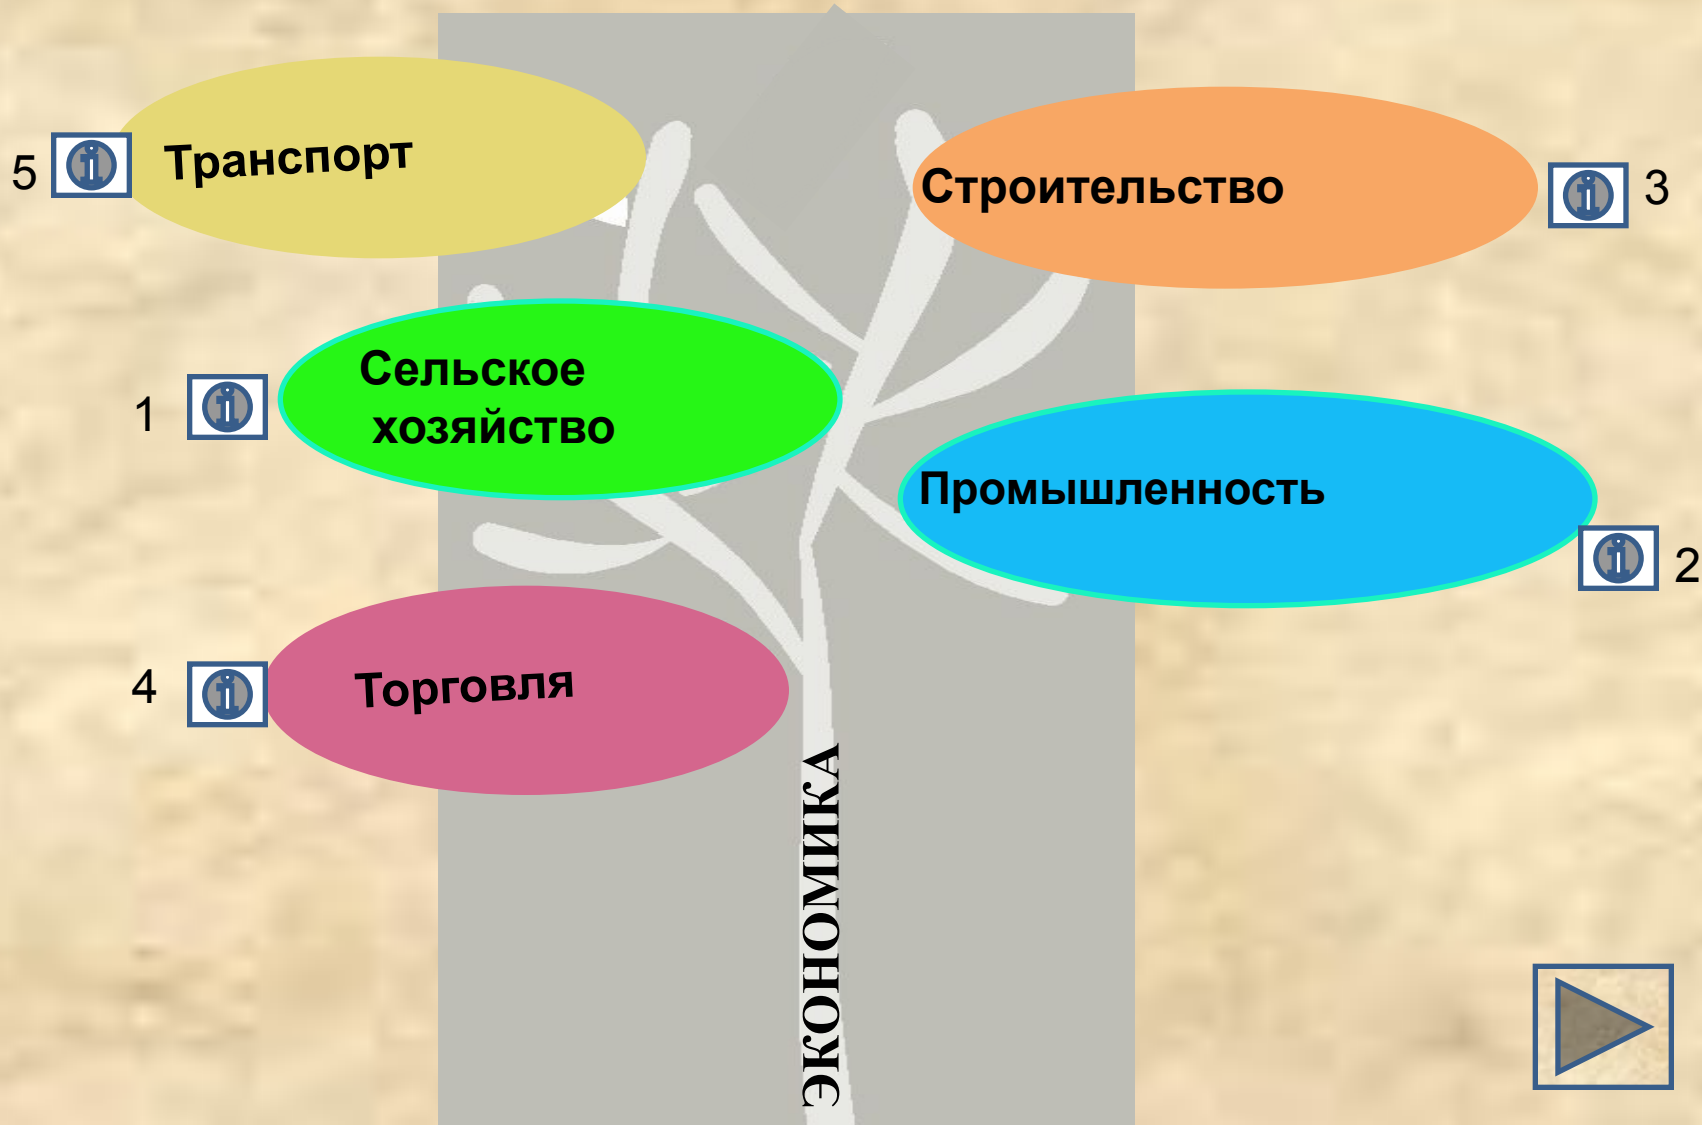 5
Транспорт
Строительство
3
1
Сельское
хозяйство
Промышленность
2
4
Торговля
ЭКОНОМИКА